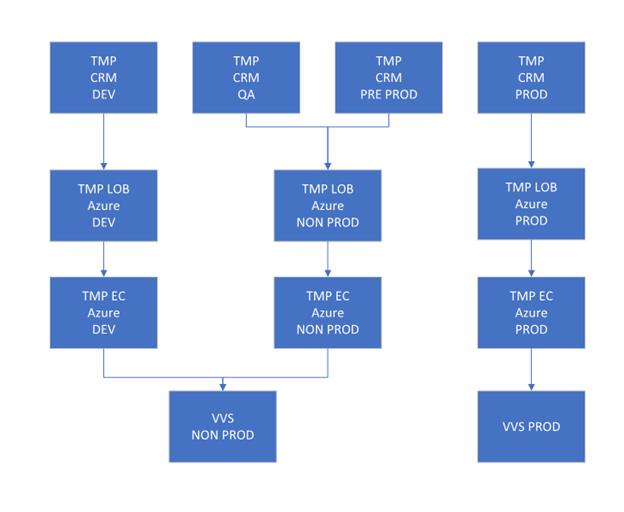 TMP
CRM
DEV
TMP
CRM
QA
TMP
CRM
PRE PROD
TMP
CRM
PROD
TMP LOB
Azure
DEV
TMP LOB
Azure
NON PROD
TMP LOB
Azure
PROD
TMP EC
Azure
DEV
TMP EC
Azure
NON PROD
TMP EC
Azure
PROD
VVS
NON PROD
VVS PROD